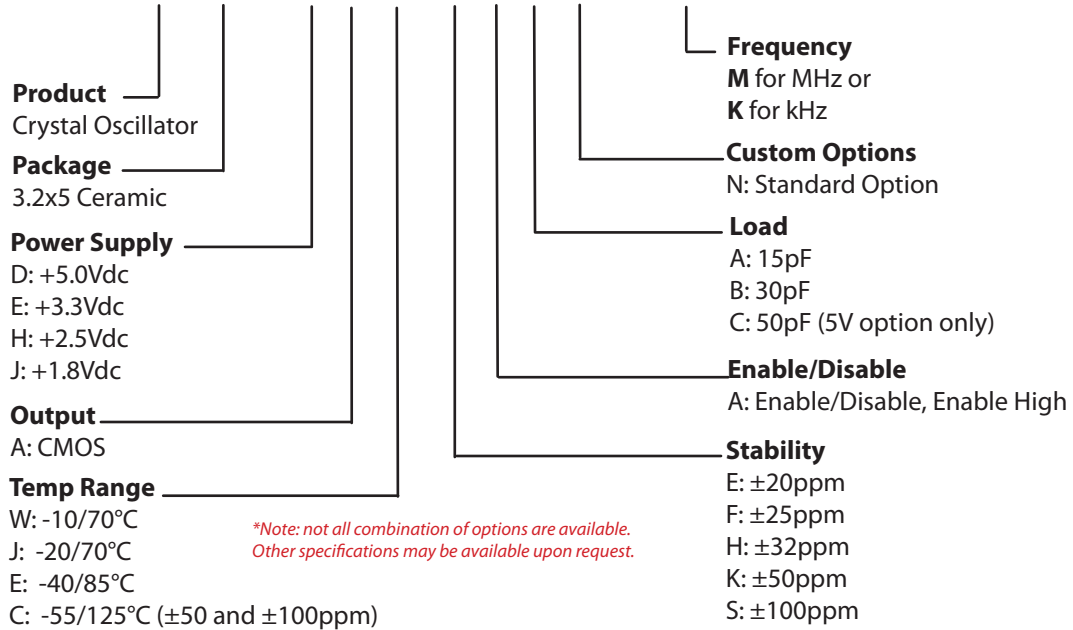 Product
Crystal Oscillator
Package
3.2x5 Ceramic
Power Supply
D: +5.0Vdc
E: +3.3Vdc
H: +2.5Vdc
J: +1.8Vdc
Output
A: CMOS
Temp Range
W: -10/70°C
J: -20/70°C
E: -40/85°C
C: -55/125°C (±50 and ±100ppm)
*Note: not all combination of options are available.
Other specifications may be available upon request.
Frequency
M for MHz or
K for kHz
Custom Options
N: Standard Option
Load
A: 15pF
B: 30pF
C: 50pF (5V option only)
Enable/Disable
A: Enable/Disable, Enable High
Stability
E: ±20ppm
F: ±25ppm
H: ±32ppm
K: ±50ppm
S: ±100ppm